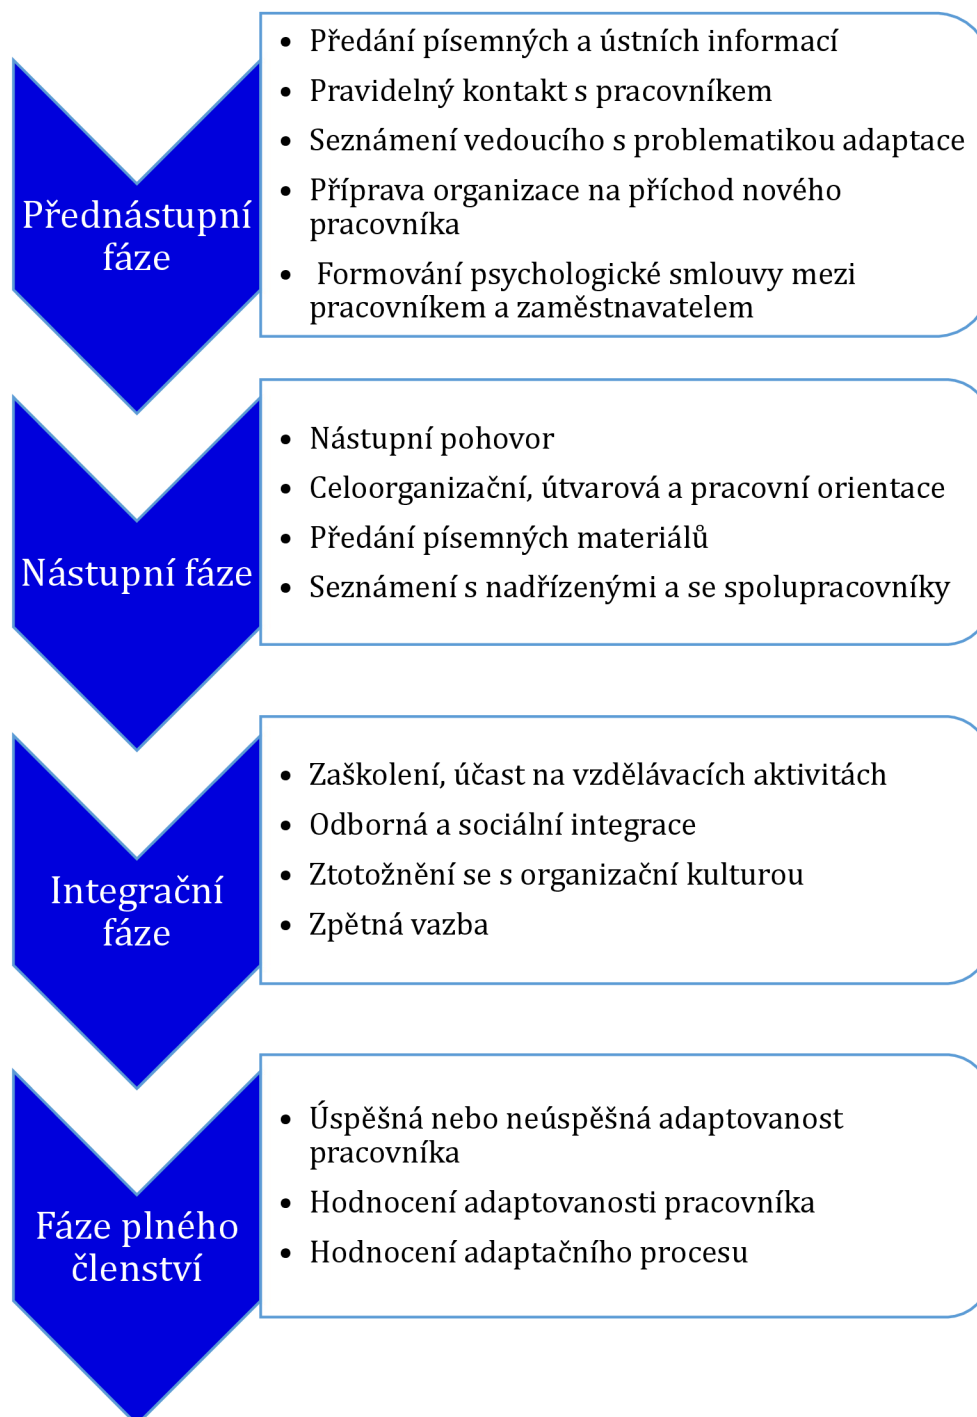 Přednástupní
fáze
• Předání písemných a ústních informací
• Pravidelný kontakt s pracovníkem
• Seznámení vedoucího s problematikou adaptace
• Příprava organizace na příchod nového
pracovníka
• Formování psychologické smlouvy mezi
pracovníkem a zaměstnavatelem
Nástupní fáze
• Nástupní pohovor
• Celoorganizační, útvarová a pracovní orientace
• Předání písemných materiálů
• Seznámení s nadřízenými a se spolupracovníky
Integrační
fáze
• Zaškolení, účast na vzdělávacích aktivitách
• Odborná a sociální integrace
• Ztotožnění se s organizační kulturou
• Zpětná vazba
Fáze plného
členství
• Úspěšná nebo neúspěšná adaptovanost
pracovníka
• Hodnocení adaptovanosti pracovníka
• Hodnocení adaptačního procesu